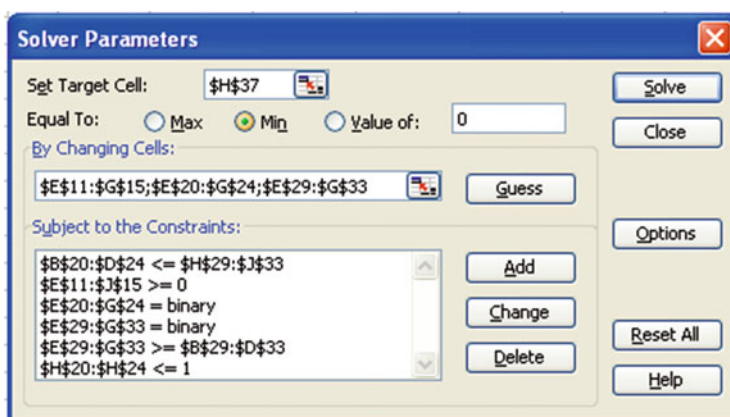 Solver Parameters
Set Target Cell: $H$37 Solve
Equal To: Max Min Value of: 0 Close
By Changing Cells:
$E$11:$G$15;$E$20:$G$24;$E$29:$G$33 Guess
Subject to the Constraints: Options
$B$20:$D$24 <= $H$29:$J$33 Add
$E$11:$J$15 >= 0
$E$20:$G$24 = binary Change
$E$29:$G$33 = binary
$E$29:$G$33 >= $B$29:$D$33 Reset All
$H$20:$H$24 <= 1 Delete
Help